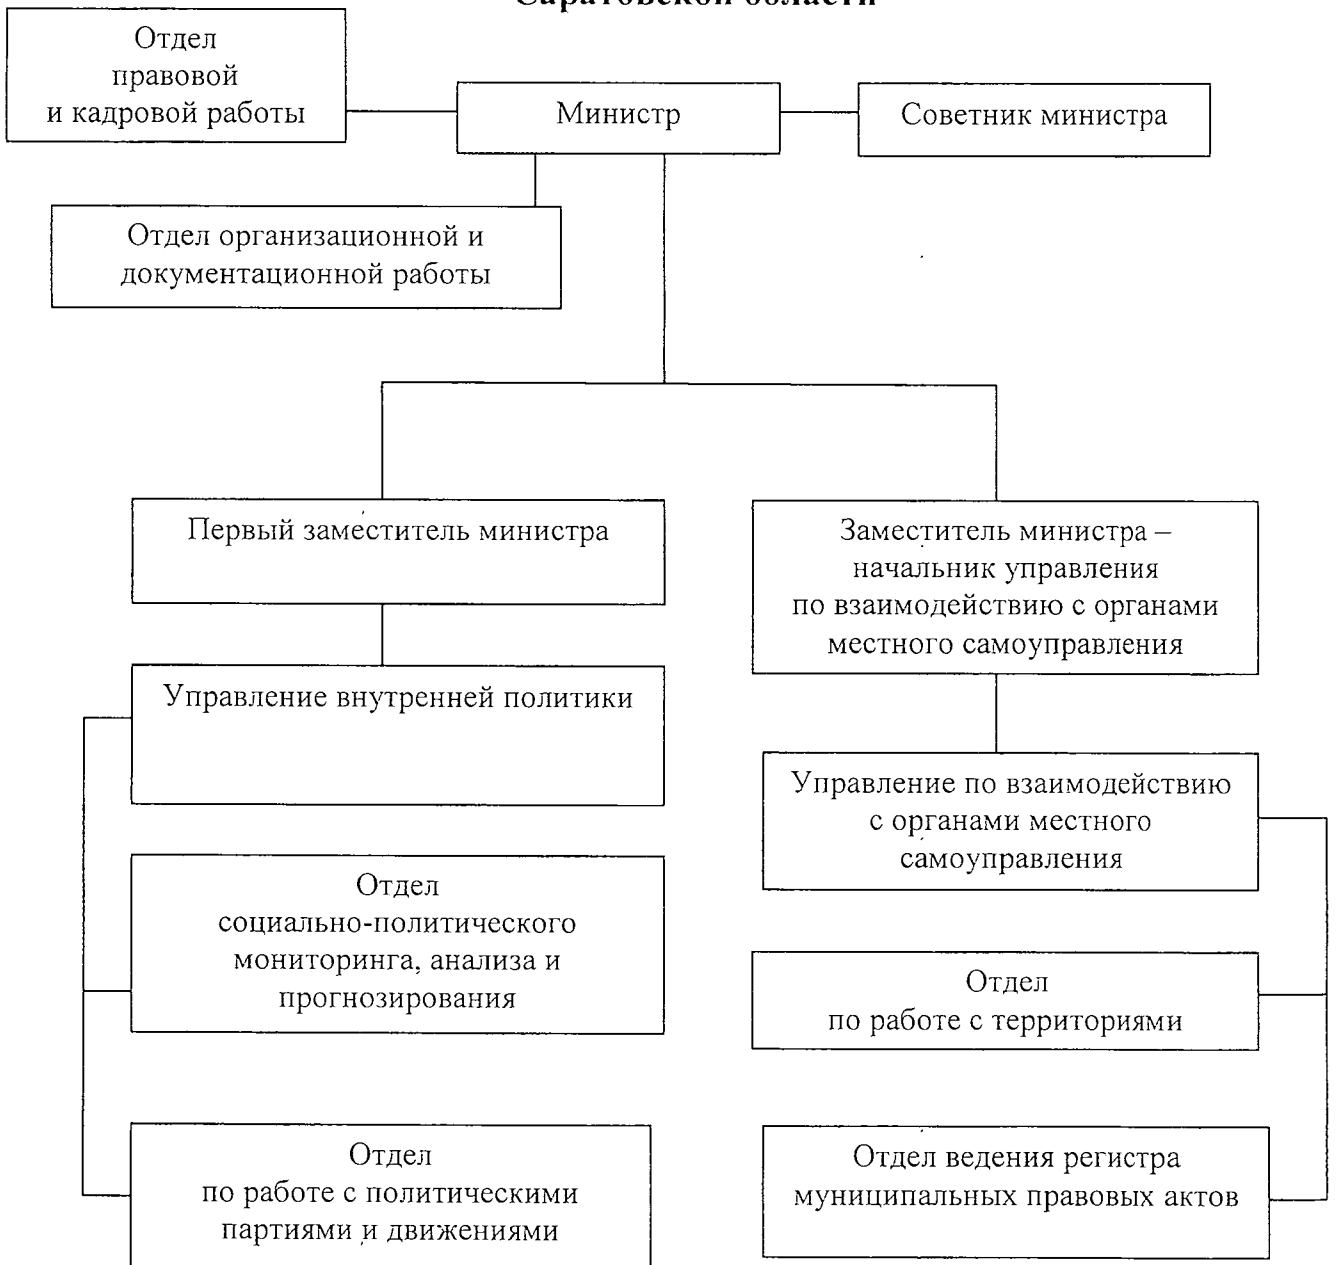 Саратовской области
Отдел
правовой
и кадровой работы
Министр
Советник министра
Отдел организационной и
документационной работы
Первый заместитель министра
Заместитель министра –
начальник управления
по взаимодействию с органами
местного самоуправления
Управление внутренней политики
Управление по взаимодействию
с органами местного
самоуправления
Отдел
социально-политического
мониторинга, анализа и
прогнозирования
Отдел
по работе с территориями
Отдел
по работе с политическими
партиями и движениями
Отдел ведения регистра
муниципальных правовых актов